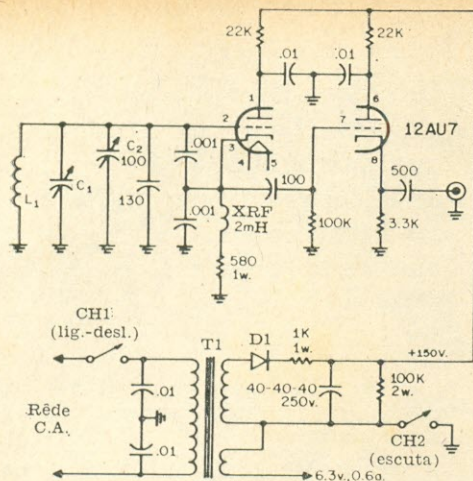 22K
22K
.01
.01
1
6
2
3
7
12AU7
8
4
5
C2
100
.001
100
500
L1
C1
130
.001
XRF
2mH
100K
3.3K
580
1w.
CH1
(lig.-desl.)
T1
D1
1K
1w.
+150v.
.01
40-40-40
250v.
100K
2w.
Rêde
C.A.
.01
CH2
(escuta)
6.3v.,0.6a.